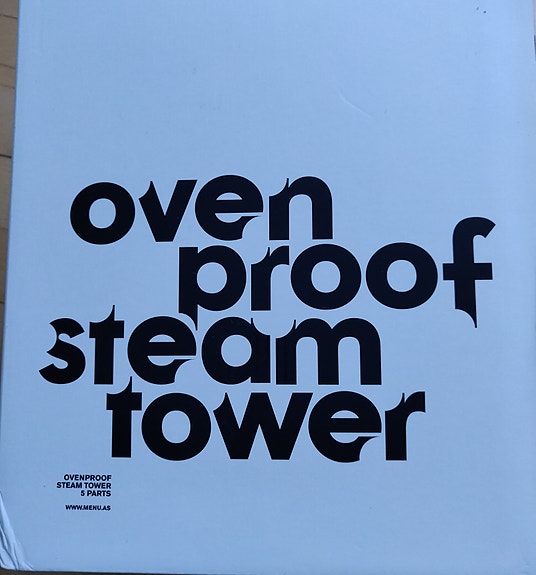 oven
proof
steam
tower
OVENPROOF
STEAM TOWER
5 PARTS
WWW.MENU.AS